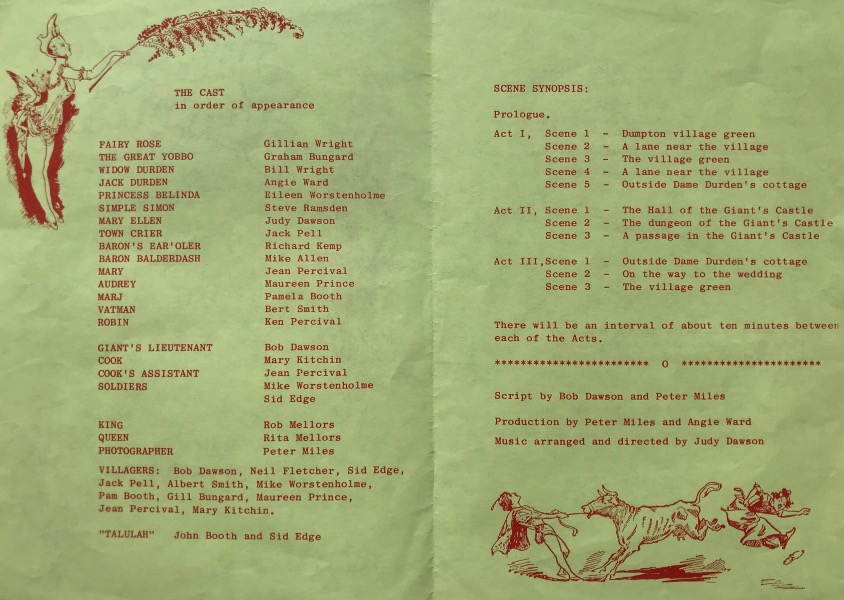 THE CAST
in order of appearance
FAIRY ROSE Gillian Wright
THE GREAT YOBBO Graham Bungard
WIDOW DURDEN Bill Wright
JACK DURDEN Angie Ward
PRINCESS BELINDA Eileen Worstenholme
SIMPLE SIMON Steve Ramsden
MARY ELLEN Judy Dawson
TOWN CRIER Jack Pell
BARON'S EAR'OLER Richard Kemp
BARON BALDERDASH Mike Allen
MARY Jean Percival
AUDREY Maureen Prince
MARJ Pamela Booth
VATMAN Bert Smith
ROBIN Ken Percival
GIANT'S LIEUTENANT Bob Dawson
COOK Mary Kitchin
COOK'S ASSISTANT Jean Percival
SOLDIERS Mike Worstenholme
Sid Edge
KING Rob Mellors
QUEEN Rita Mellors
PHOTOGRAPHER Peter Miles
VILLAGERS: Bob Dawson, Neil Fletcher, Sid Edge,
Jack Pell, Albert Smith, Mike Worstenholme,
Pam Booth, Gill Bungard, Maureen Prince,
Jean Percival, Mary Kitchin.
"TALULAH" John Booth and Sid Edge
SCENE SYNOPSIS:
Prologue.
Act I, Scene 1 - Dumpton village green
Scene 2 - A lane near the village
Scene 3 - The village green
Scene 4 - A lane near the village
Scene 5 - Outside Dame Durden's cottage
Act II, Scene 1 - The Hall of the Giant's Castle
Scene 2 - The dungeon of the Giant's Castle
Scene 3 - A passage in the Giant's Castle
Act III, Scene 1 - Outside Dame Durden's cottage
Scene 2 - On the way to the wedding
Scene 3 - The village green
There will be an interval of about ten minutes between
each of the Acts.
************************ O **********************
Script by Bob Dawson and Peter Miles
Production by Peter Miles and Angie Ward
Music arranged and directed by Judy Dawson